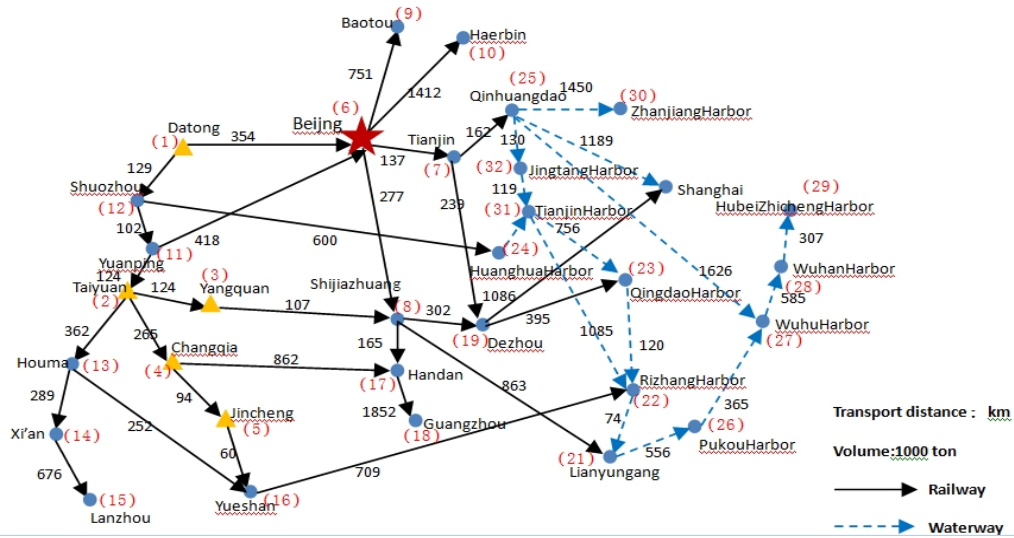 Baotou (9)
Haerbin
(10)
751
1412
(25)
Qinhuangdao
1450
(30)
ZhanjiangHarbor
(6)
Beijng
Datong
(1)
354
Tianjin
(7)
162
130
1189
137
129
(32) JingtangHarbor
Shuozhou
(12)
277
239
119
Shanghai
(29)
HubeiZhichengHarbor
(31) TianjinHarbor
756
102
418
600
(11)
Yuanping
(24)
HuanghuaHarbor
307
124
Taiyuan
(2)
124
(3)
Yangquan
Shijiazhuang
(23)
QingdaoHarbor
1626
WuhanHarbor
(28)
585
107
(8)
302
1086
395
(19) Dezhou
1085
120
WuhuHarbor
(27)
362
265
Changqia
(4)
165
862
Houma (13)
Handan
(17)
863
RizhangHarbor
(22)
289
94
Jincheng
(5)
1852
Guangzhou
(18)
74
365
252
Xi'an (14)
60
(26)
PukouHarbor
556
(21)
Lianyungang
709
676
Yueshan (16)
(15)
Lanzhou
Transport distance : km
Volume:1000 ton
Railway
Waterway